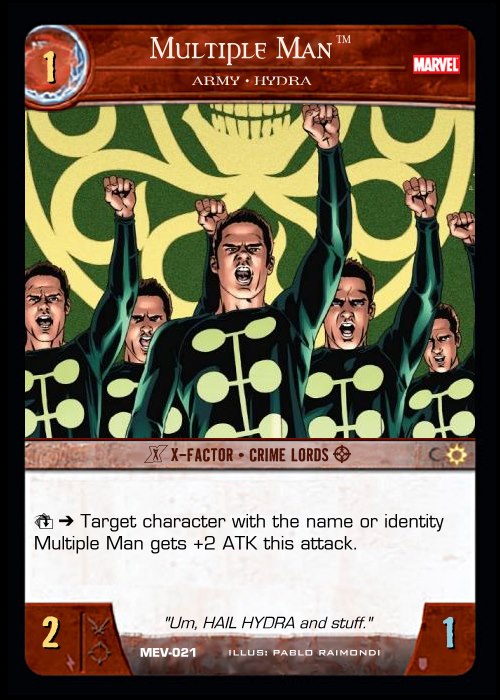 1
MULTIPLE MAN™
MARVEL
ARMY • HYDRA
X-FACTOR • CRIME LORDS
➔ Target character with the name or identity
Multiple Man gets +2 ATK this attack.
"Um, HAIL HYDRA and stuff."
2
MEV-021 ILLUS: PABLO RAIMONDI
1